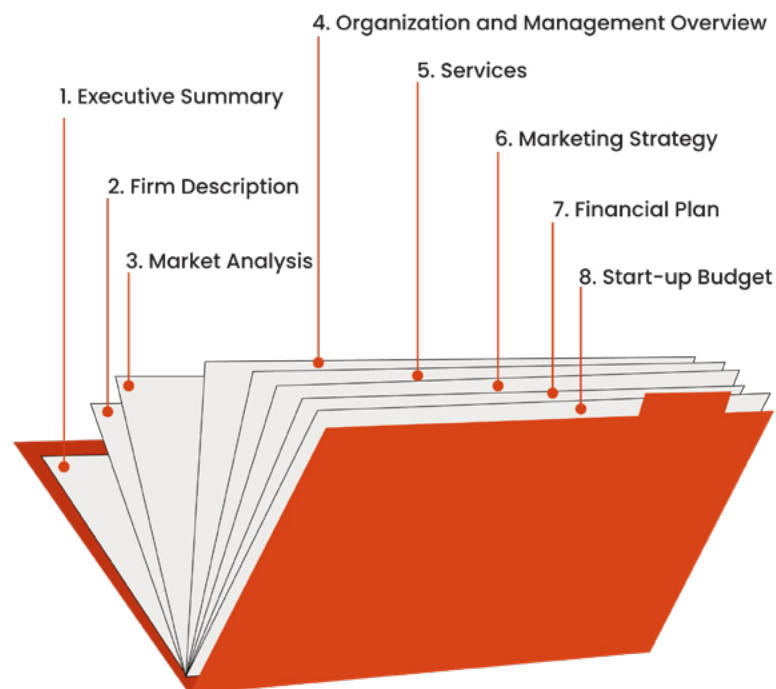 1. Executive Summary
2. Firm Description
3. Market Analysis
4. Organization and Management Overview
5. Services
6. Marketing Strategy
7. Financial Plan
8. Start-up Budget